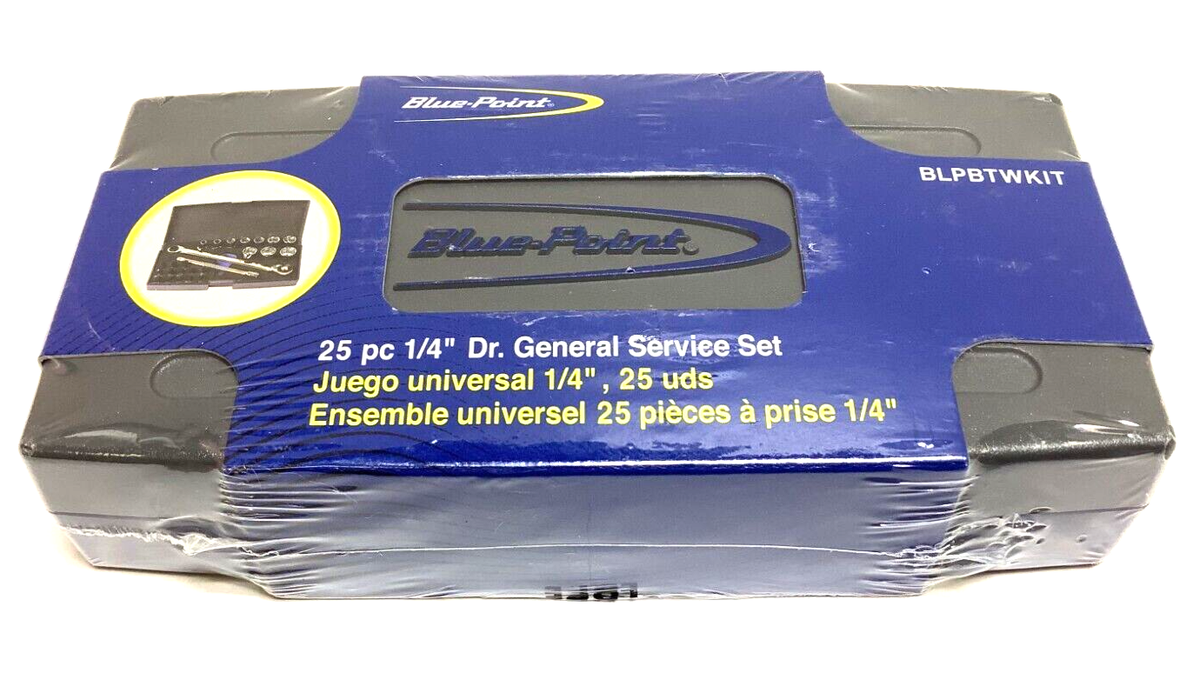 Blue-Point®
BLPBTWKIT
Blue-Point®
25 pc 1/4" Dr. General Service Set
Juego universal 1/4" , 25 uds
Ensemble universel 25 pièces à prise 1/4"